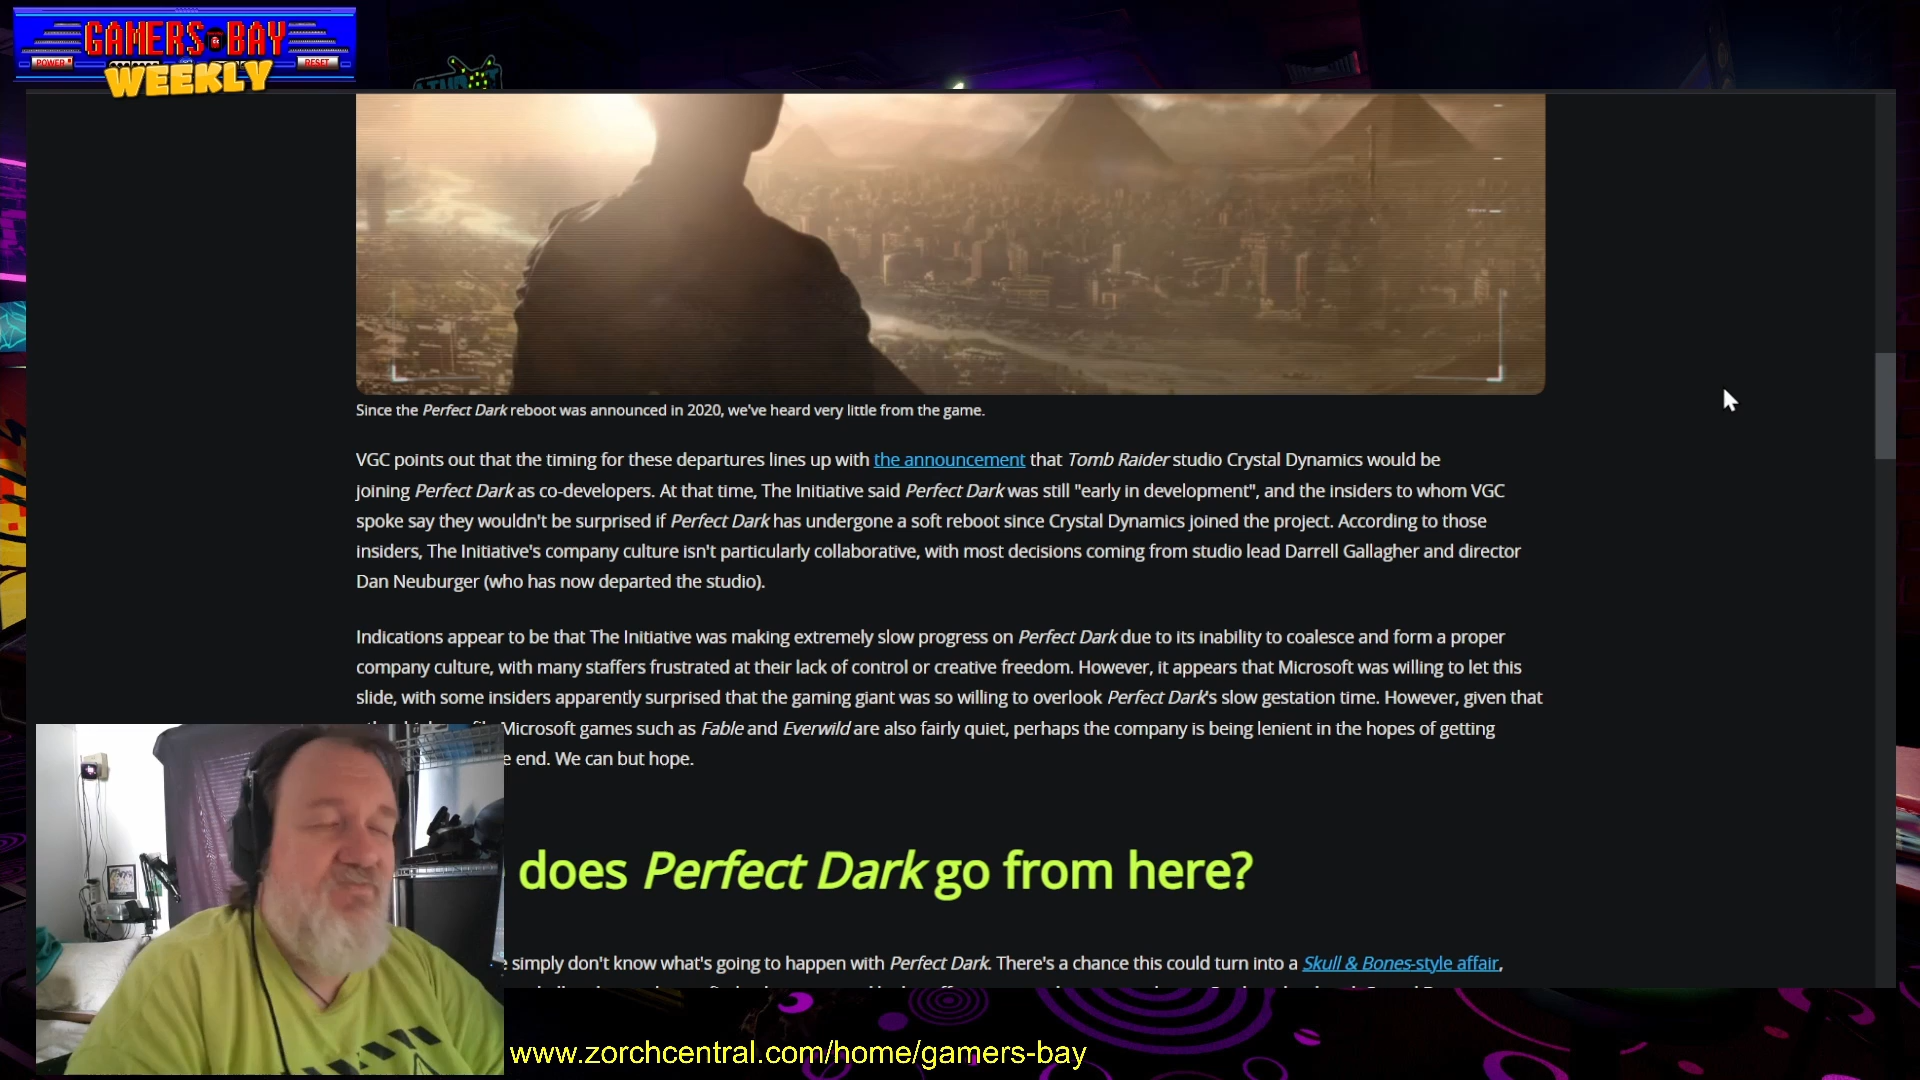 GAMERS BAY
POWER
RESET
WEEKLY
Since the Perfect Dark reboot was announced in 2020, we've heard very little from the game.
VGC points out that the timing for these departures lines up with the announcement that Tomb Raider studio Crystal Dynamics would be
joining Perfect Dark as co-developers. At that time, The Initiative said Perfect Dark was still "early in development", and the insiders to whom VGC
spoke say they wouldn't be surprised if Perfect Dark has undergone a soft reboot since Crystal Dynamics joined the project. According to those
insiders, The Initiative's company culture isn't particularly collaborative, with most decisions coming from studio lead Darrell Gallagher and director
Dan Neuburger (who has now departed the studio).
Indications appear to be that The Initiative was making extremely slow progress on Perfect Dark due to its inability to coalesce and form a proper
company culture, with many staffers frustrated at their lack of control or creative freedom. However, it appears that Microsoft was willing to let this
slide, with some insiders apparently surprised that the gaming giant was so willing to overlook Perfect Dark's slow gestation time. However, given that
Microsoft games such as Fable and Everwild are also fairly quiet, perhaps the company is being lenient in the hopes of getting
end. We can but hope.
does Perfect Dark go from here?
simply don't know what's going to happen with Perfect Dark. There's a chance this could turn into a Skull & Bones-style affair,
www.zorchcentral.com/home/gamers-bay